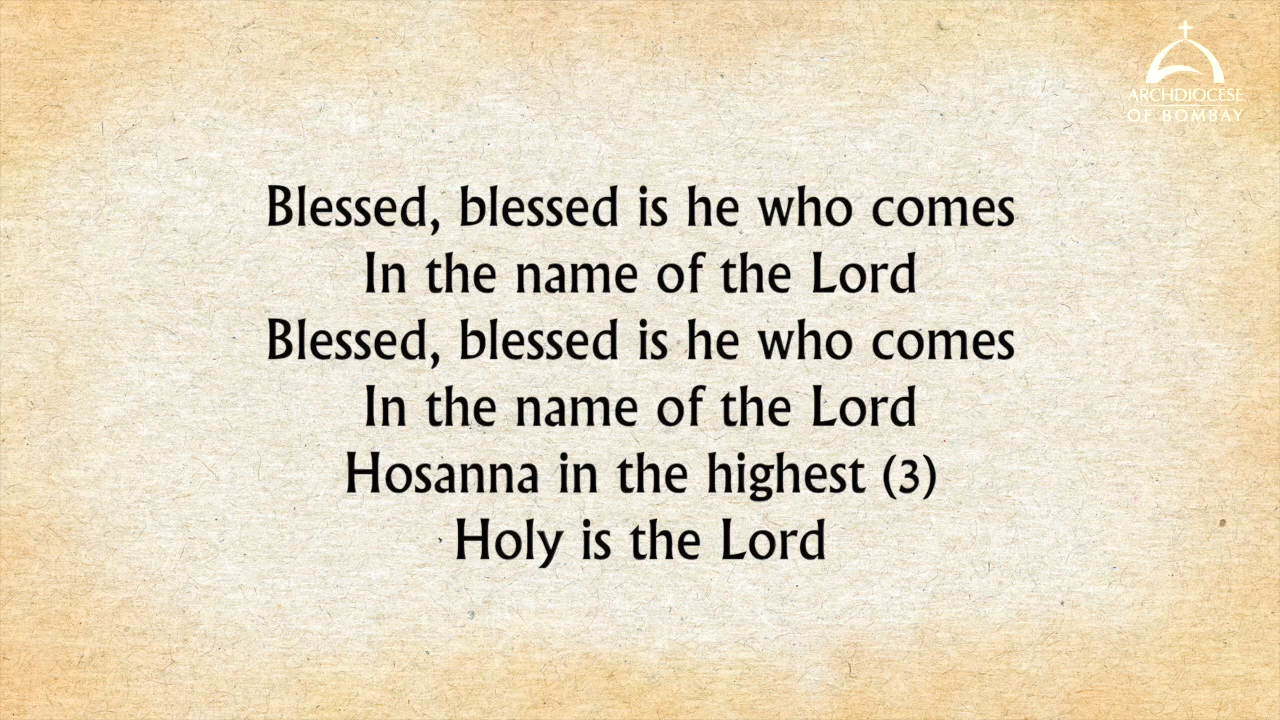 ARCHDIOCESE
OF BOMBAY
Blessed, blessed is he who comes
In the name of the Lord
Blessed, blessed is he who comes
In the name of the Lord
Hosanna in the highest (3)
Holy is the Lord